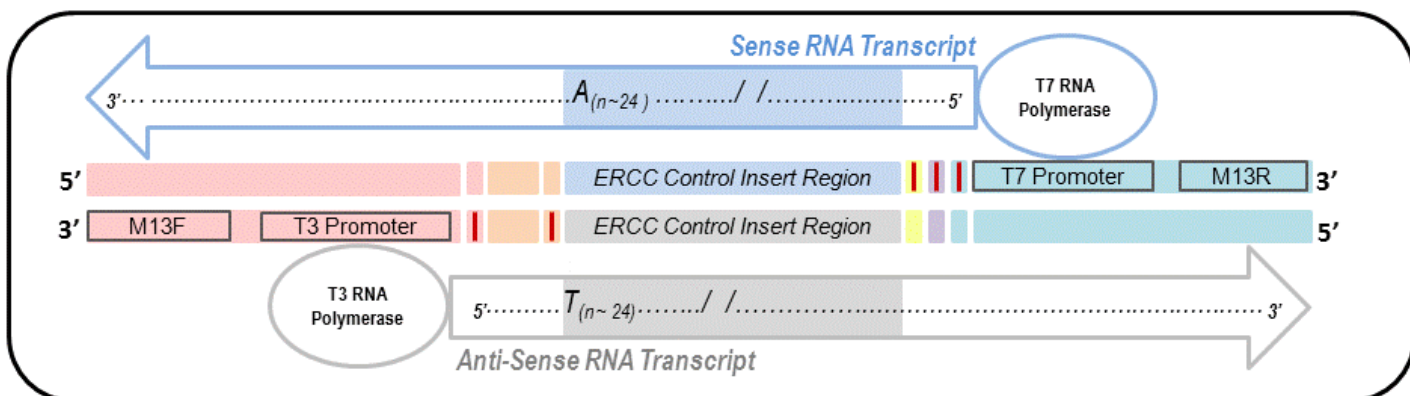 Sense RNA Transcript
3’... ........................................................A(n~24 ) ........../ /..................... ......5’
T7 RNA
Polymerase
5’ ERCC Control Insert Region T7 Promoter M13R 3’
3’ M13F T3 Promoter ERCC Control Insert Region 5’
T3 RNA
Polymerase
5’..........T(n~ 24)......../ /........................................................................ 3’
Anti-Sense RNA Transcript